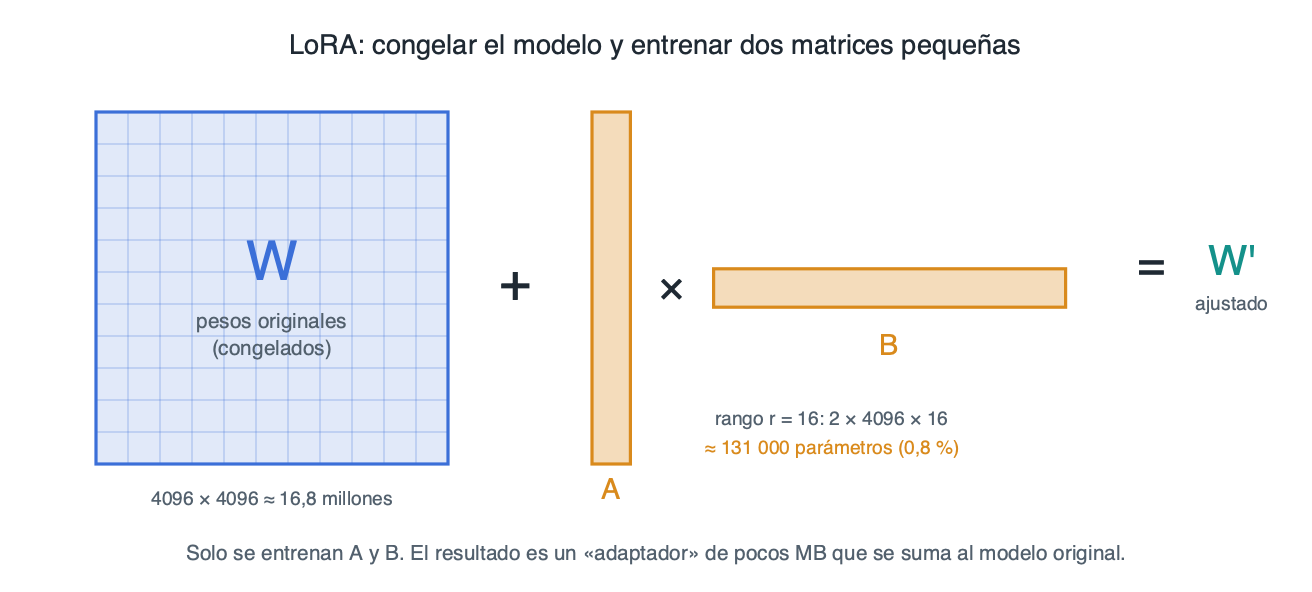 LoRA: congelar el modelo y entrenar dos matrices pequeñas
W
pesos originales
(congelados)
4096 × 4096 ≈ 16,8 millones
+
A
×
B
rango r = 16: 2 × 4096 × 16
≈ 131 000 parámetros (0,8 %)
=
W'
ajustado
Solo se entrenan A y B. El resultado es un «adaptador» de pocos MB que se suma al modelo original.